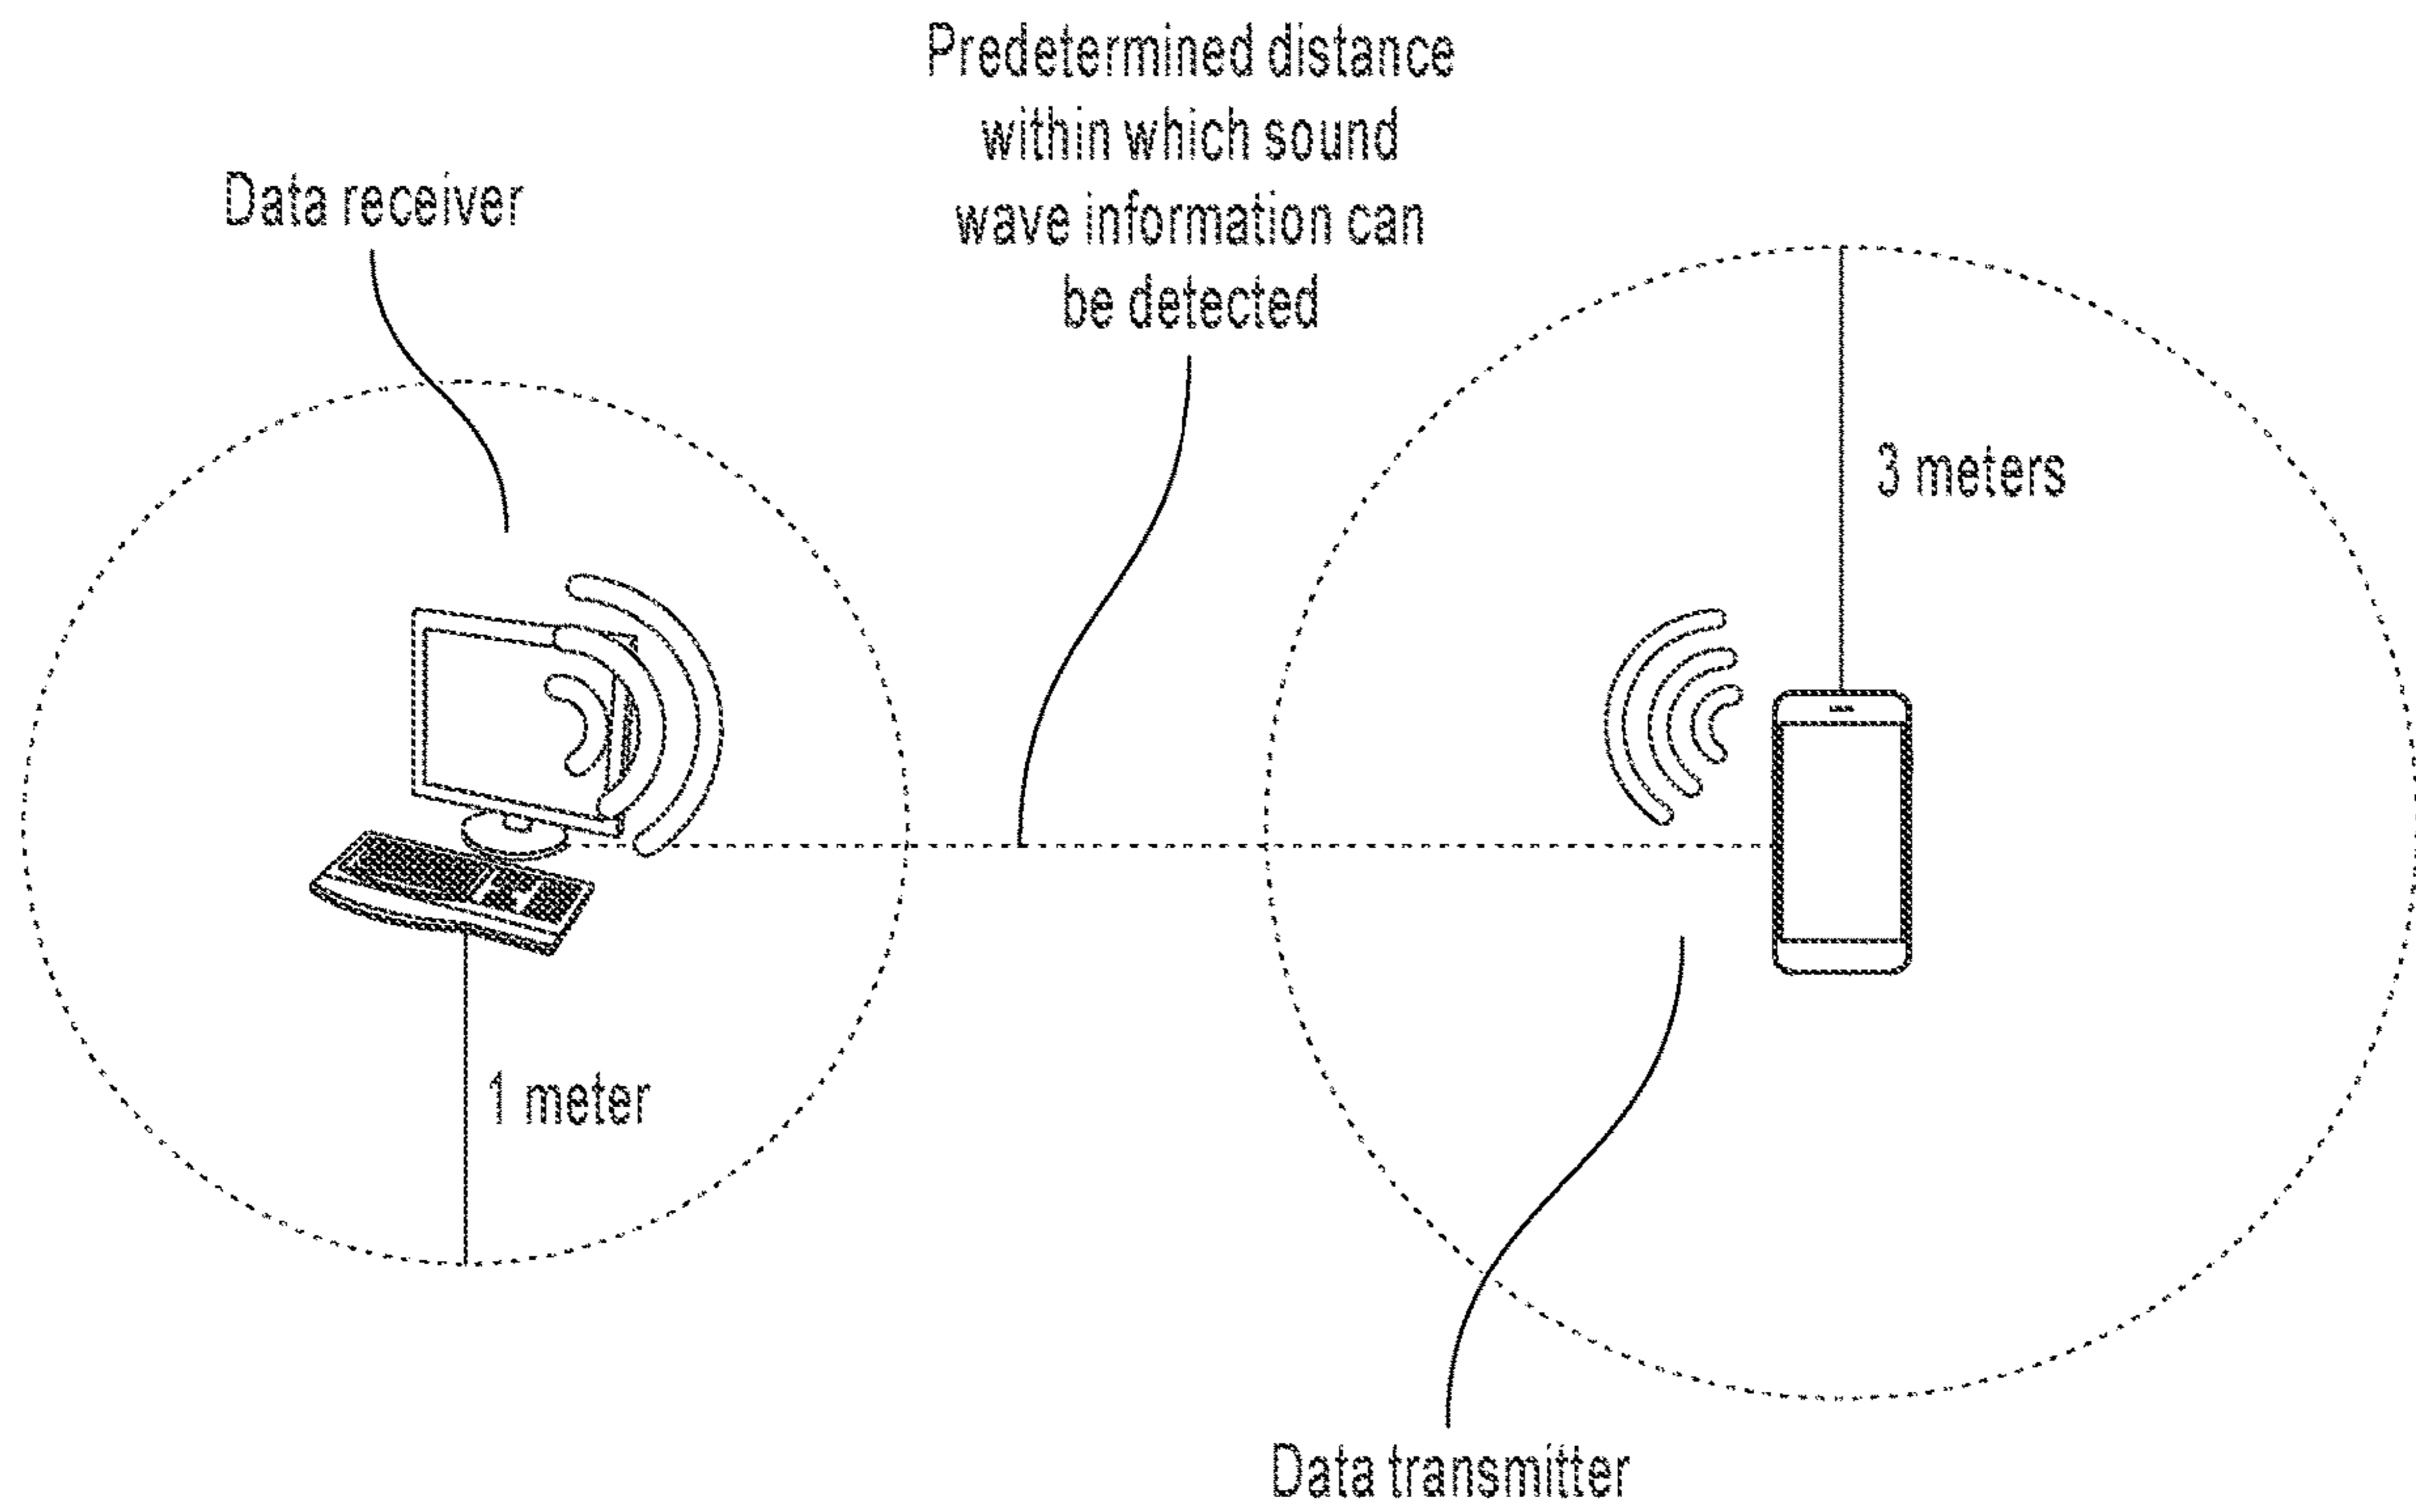 Predetermined distance
within which sound
wave information can
be detected
Data receiver
3 meters
1 meter
Data transmitter